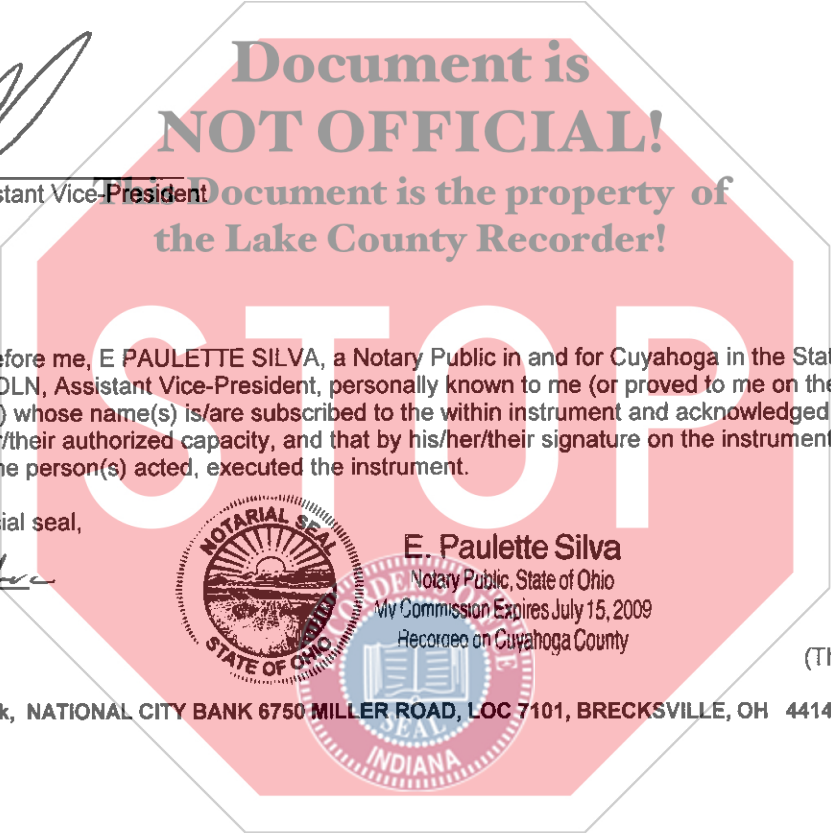 Document is
NOT OFFICIAL!
This Document is the property of
the Lake County Recorder!
stant Vice-President
STOP
efore me, E PAULETTE SILVA, a Notary Public in and for Cuyahoga in the Stat
OLN, Assistant Vice-President, personally known to me (or proved to me on the
) whose name(s) is/are subscribed to the within instrument and acknowledged
r/their authorized capacity, and that by his/her/their signature on the instrument
he person(s) acted, executed the instrument.
cial seal,
NOTARIAL SEAL
STATE OF OHIO
E. Paulette Silva
Notary Public, State of Ohio
My Commission Expires July 15, 2009
Recorded on Cuyahoga County
RECORDER'S OFFICE
SEAL
INDIANA
(Th
k, NATIONAL CITY BANK 6750 MILLER ROAD, LOC 7101, BRECKSVILLE, OH 4414